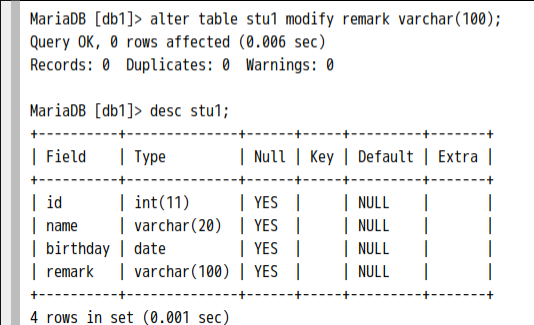 MariaDB [db1]> alter table stu1 modify remark varchar(100);
Query OK, 0 rows affected (0.006 sec)
Records: 0  Duplicates: 0  Warnings: 0

MariaDB [db1]> desc stu1;
+----------+--------------+------+-----+---------+-------+
| Field    | Type         | Null | Key | Default | Extra |
+----------+--------------+------+-----+---------+-------+
| id       | int(11)      | YES  |     | NULL    |       |
| name     | varchar(20)  | YES  |     | NULL    |       |
| birthday | date         | YES  |     | NULL    |       |
| remark   | varchar(100) | YES  |     | NULL    |       |
+----------+--------------+------+-----+---------+-------+
4 rows in set (0.001 sec)